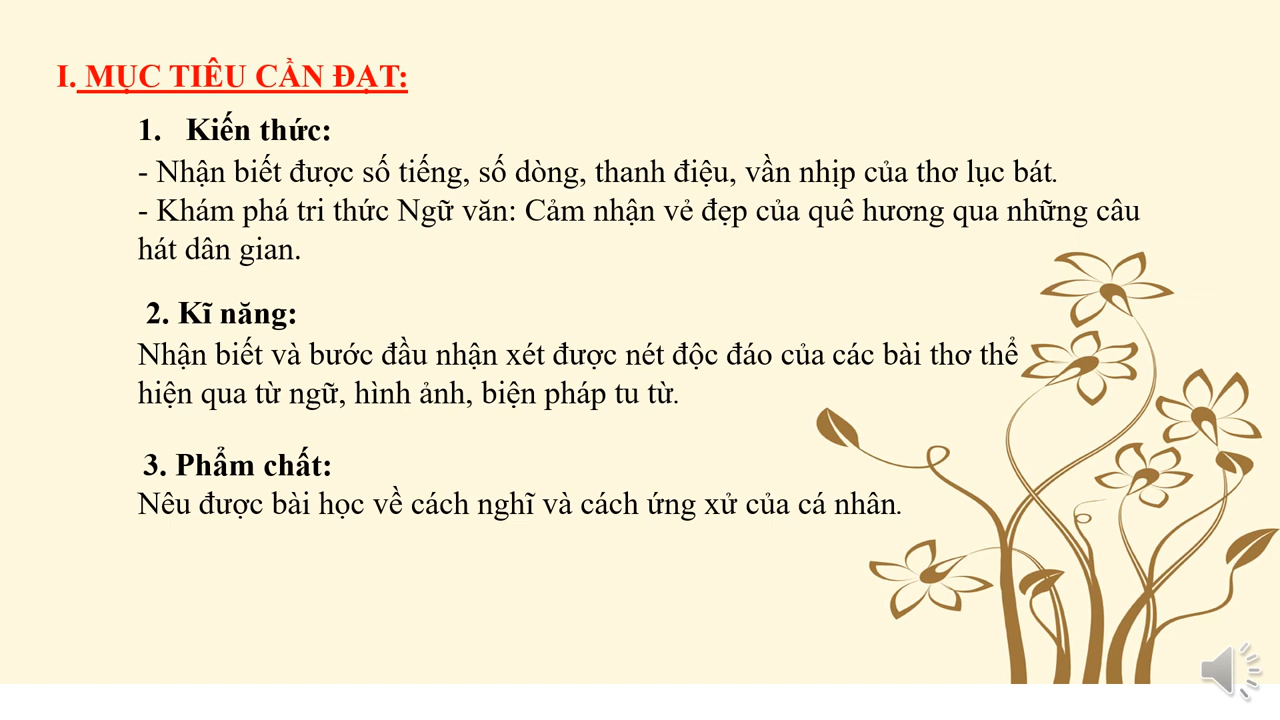 I. MỤC TIÊU CẦN ĐẠT:
1. Kiến thức:
- Nhận biết được số tiếng, số dòng, thanh điệu, vần nhịp của thơ lục bát.
- Khám phá tri thức Ngữ văn: Cảm nhận vẻ đẹp của quê hương qua những câu
hát dân gian.
2. Kĩ năng:
Nhận biết và bước đầu nhận xét được nét độc đáo của các bài thơ thể
hiện qua từ ngữ, hình ảnh, biện pháp tu từ.
3. Phẩm chất:
Nêu được bài học về cách nghĩ và cách ứng xử của cá nhân.